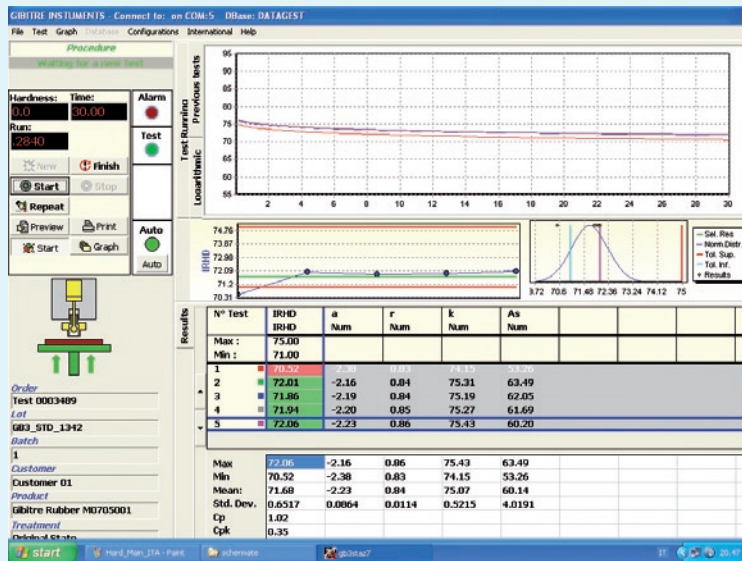 GIBITRE INSTUMENTS - Connect to: on COM:5 DBase: DATAGEST
File Test Graph Database Configurations International Help
Procedure
Waiting for a new test
Hardness: Time: Alarm
0.0 30.00
Run:
.2840
Test
New Finish
Start Stop
Repeat
Preview Print
Start Graph
Auto
Auto
Previous tests
Test Running
Logarithmic
95
90
85
80
75
70
65
60
55
2 4 6 8 10 12 14 16 18 20 22 24 26 28 30
IRHD
74.76
73.87
72.98
72.09
71.2
70.31
9.72 70.6 71.48 72.36 73.24 74.12 75
Sel. Res
Norm.Distr
Tol. Sup.
Tol. Inf.
Results
Results
N° Test IRHD a r k As
IRHD Num Num Num Num
Max : 75.00
Min : 71.00
1 70.52 -2.38 0.83 74.15 53.26
2 72.01 -2.16 0.84 75.31 63.49
3 71.86 -2.19 0.84 75.19 62.05
4 71.94 -2.20 0.85 75.27 61.69
5 72.06 -2.23 0.86 75.43 60.20
Max 72.06 -2.16 0.86 75.43 63.49
Min 70.52 -2.38 0.83 74.15 53.26
Mean: 71.68 -2.23 0.84 75.07 60.14
Std. Dev. 0.6517 0.0864 0.0114 0.5215 4.0191
Cp 1.02
Cpk 0.35
Order
Test 0003489
Lot
GB3_STD_1342
Batch
1
Customer
Customer 01
Product
Gibitre Rubber M0705001
Treatment
Original State
start Hard_Main_ITA - Paint schermate gb3staz7 IT 20.47